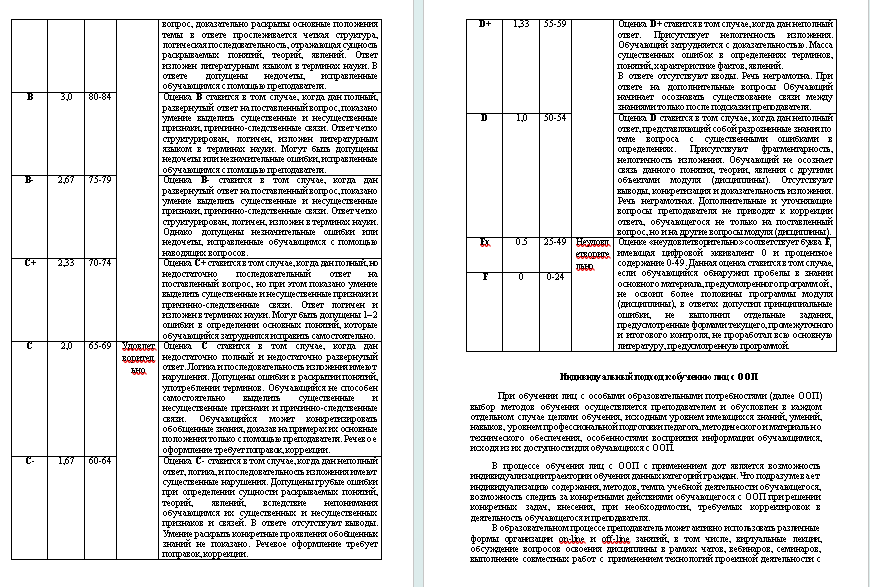 вопрос, доказательно раскрыты основные положения
темы в ответе прослеживается четкая структура,
логическая последовательность, отражающая сущность
раскрываемых понятий, теорий, явлений. Ответ
изложен литературным языком в терминах науки. В
ответе допущены недочеты, исправленные
обучающимся с помощью преподавателя.
B 3,0 80-84 Оценка B ставится в том случае, когда дан полный,
развернутый ответ на поставленный вопрос, показано
умение выделить существенные и несущественные
признаки, причинно-следственные связи. Ответ четко
структурирован, логичен, изложен литературным
языком в терминах науки. Могут быть допущены
недочеты или незначительные ошибки, исправленные
обучающимся с помощью преподавателя.
B- 2,67 75-79 Оценка B- ставится в том случае, когда дан
развернутый ответ на поставленный вопрос, показано
умение выделить существенные и несущественные
признаки, причинно-следственные связи. Ответ четко
структурирован, логичен, изложен в терминах науки.
Однако допущены незначительные ошибки или
недочеты, исправленные обучающимся с помощью
наводящих вопросов.
C+ 2,33 70-74 Оценка C+ ставится в том случае, когда дан полный, но
недостаточно последовательный ответ на
поставленный вопрос, но при этом показано умение
выделить существенные и несущественные признаки и
причинно-следственные связи. Ответ логичен и
изложен в терминах науки. Могут быть допущены 1–2
ошибки в определении основных понятий, которые
обучающийся затруднился исправить самостоятельно.
C 2,0 65-69 Удовлет Оценка C ставится в том случае, когда дан
ворител недостаточно полный и недостаточно развернутый
ьно ответ. Логика и последовательность изложения имеют
нарушения. Допущены ошибки в раскрытии понятий,
употреблении терминов. Обучающийся не способен
самостоятельно выделить существенные и
несущественные признаки и причинно-следственные
связи. Обучающийся может конкретизировать
обобщенные знания, доказав на примерах их основные
положения только с помощью преподавателя. Речевое
оформление требует поправок, коррекции.
C- 1,67 60-64 Оценка C- ставится в том случае, когда дан неполный
ответ, логика, и последовательность изложения имеют
существенные нарушения. Допущены грубые ошибки
при определении сущности раскрываемых понятий,
теорий, явлений, вследствие непонимания
обучающимся их существенных и несущественных
признаков и связей. В ответе отсутствуют выводы.
Умение раскрыть конкретные проявления обобщенных
знаний не показано. Речевое оформление требует
поправок, коррекции.
D+ 1,33 55-59 Оценка D+ ставится в том случае, когда дан неполный
ответ. Присутствует нелогичность изложения.
Обучающий затрудняется с доказательностью. Масса
существенных ошибок в определениях терминов,
понятий, характеристике фактов, явлений.
В ответе отсутствуют вводы. Речь неграмотна. При
ответе на дополнительные вопросы Обучающий
начинает осознавать существование связи между
знаниями только после подсказки преподавателя.
D 1,0 50-54 Оценка D ставится в том случае, когда дан неполный
ответ, представляющий собой разрозненные знания по
теме вопроса с существенными ошибками в
определениях. Присутствуют фрагментарность,
нелогичность изложения. Обучающий не осознает
связь данного понятия, теории, явления с другими
объектами модуля (дисциплины). Отсутствуют
выводы, конкретизация и доказательность изложения.
Речь неграмотна. Дополнительные и уточняющие
вопросы преподавателя не приводят к коррекции
ответа, обучающегося не только на поставленный
вопрос, но и на другие вопросы модуля (дисциплины).
Fx 0.5 25-49 Неудовл Оценке «неудовлетворительно» соответствует буква F,
етворите имеющая цифровой эквивалент 0 и процентное
льно содержание 0-49. Данная оценка ставится в том случае,
F 0 0-24 если обучающийся обнаружил пробелы в знании
основного материала, предусмотренного программой,
не освоил более половины программы модуля
(дисциплины), в ответах допустил принципиальные
ошибки, не выполнил отдельные задания,
предусмотренные формами текущего, промежуточного
и итогового контроля, не проработал всю основную
литературу, предусмотренную программой.
Индивидуальный подход к обучению лиц с ООП
При обучении лиц с особыми образовательными потребностями (далее ООП)
выбор методов обучения осуществляется преподавателем и обусловлен в каждом
отдельном случае целями обучения, исходным уровнем имеющихся знаний, умений,
навыков, уровнем профессиональной подготовки педагога, методического и материально
технического обеспечения, особенностями восприятия информации обучающимися,
исходя из их доступности для обучающихся с ООП.
В процессе обучения лиц с ООП с применением дот является возможность
индивидуализации траектории обучения данных категорий граждан. Что подразумевает
индивидуализацию содержания, методов, темпа учебной деятельности обучающегося,
возможность следить за конкретными действиями обучающегося с ООП при решении
конкретных задач, внесения, при необходимости, требуемых корректировок в
деятельность обучающегося и преподавателя.
В образовательном процессе преподаватель может активно использовать различные
формы организации on-line и off-line занятий, в том числе, виртуальные лекции,
обсуждение вопросов освоения дисциплины в рамках чатов, вебинаров, семинаров,
выполнение совместных работ с применением технологий проектной деятельности с